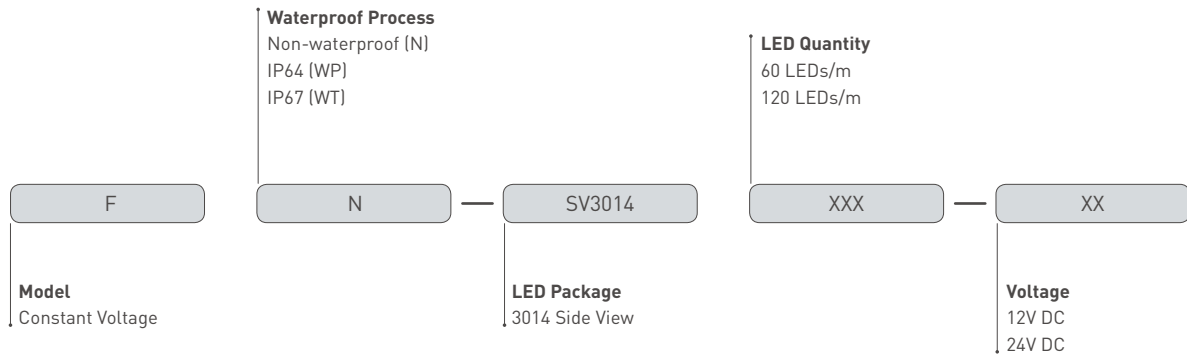 Waterproof Process
Non-waterproof (N)
IP64 (WP)
IP67 (WT)
LED Quantity
60 LEDs/m
120 LEDs/m
F
N
SV3014
XXX
XX
Model
Constant Voltage
LED Package
3014 Side View
Voltage
12V DC
24V DC